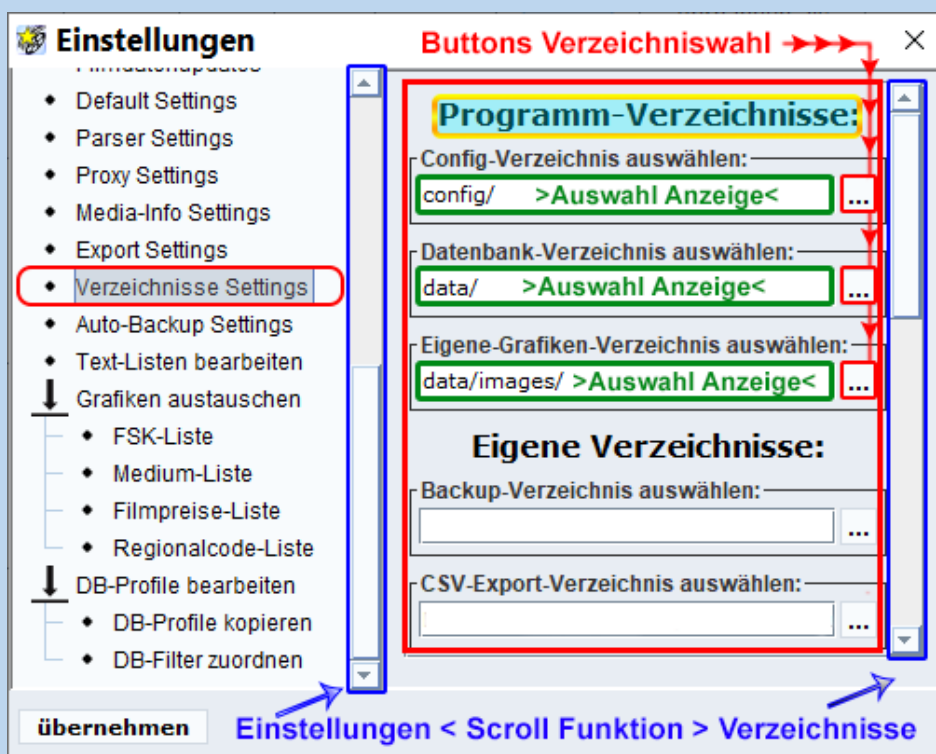 Einstellungen
Buttons Verzeichniswahl
Filmdatenupdates
Default Settings
Parser Settings
Proxy Settings
Media-Info Settings
Export Settings
Verzeichnisse Settings
Auto-Backup Settings
Text-Listen bearbeiten
Grafiken austauschen
FSK-Liste
Medium-Liste
Filmpreise-Liste
Regionalcode-Liste
DB-Profile bearbeiten
DB-Profile kopieren
DB-Filter zuordnen
Programm-Verzeichnisse:
Config-Verzeichnis auswählen:
config/ >Auswahl Anzeige< ...
Datenbank-Verzeichnis auswählen:
data/ >Auswahl Anzeige< ...
Eigene-Grafiken-Verzeichnis auswählen:
data/images/ >Auswahl Anzeige< ...
Eigene Verzeichnisse:
Backup-Verzeichnis auswählen:
...
CSV-Export-Verzeichnis auswählen:
...
übernehmen
Einstellungen < Scroll Funktion > Verzeichnisse